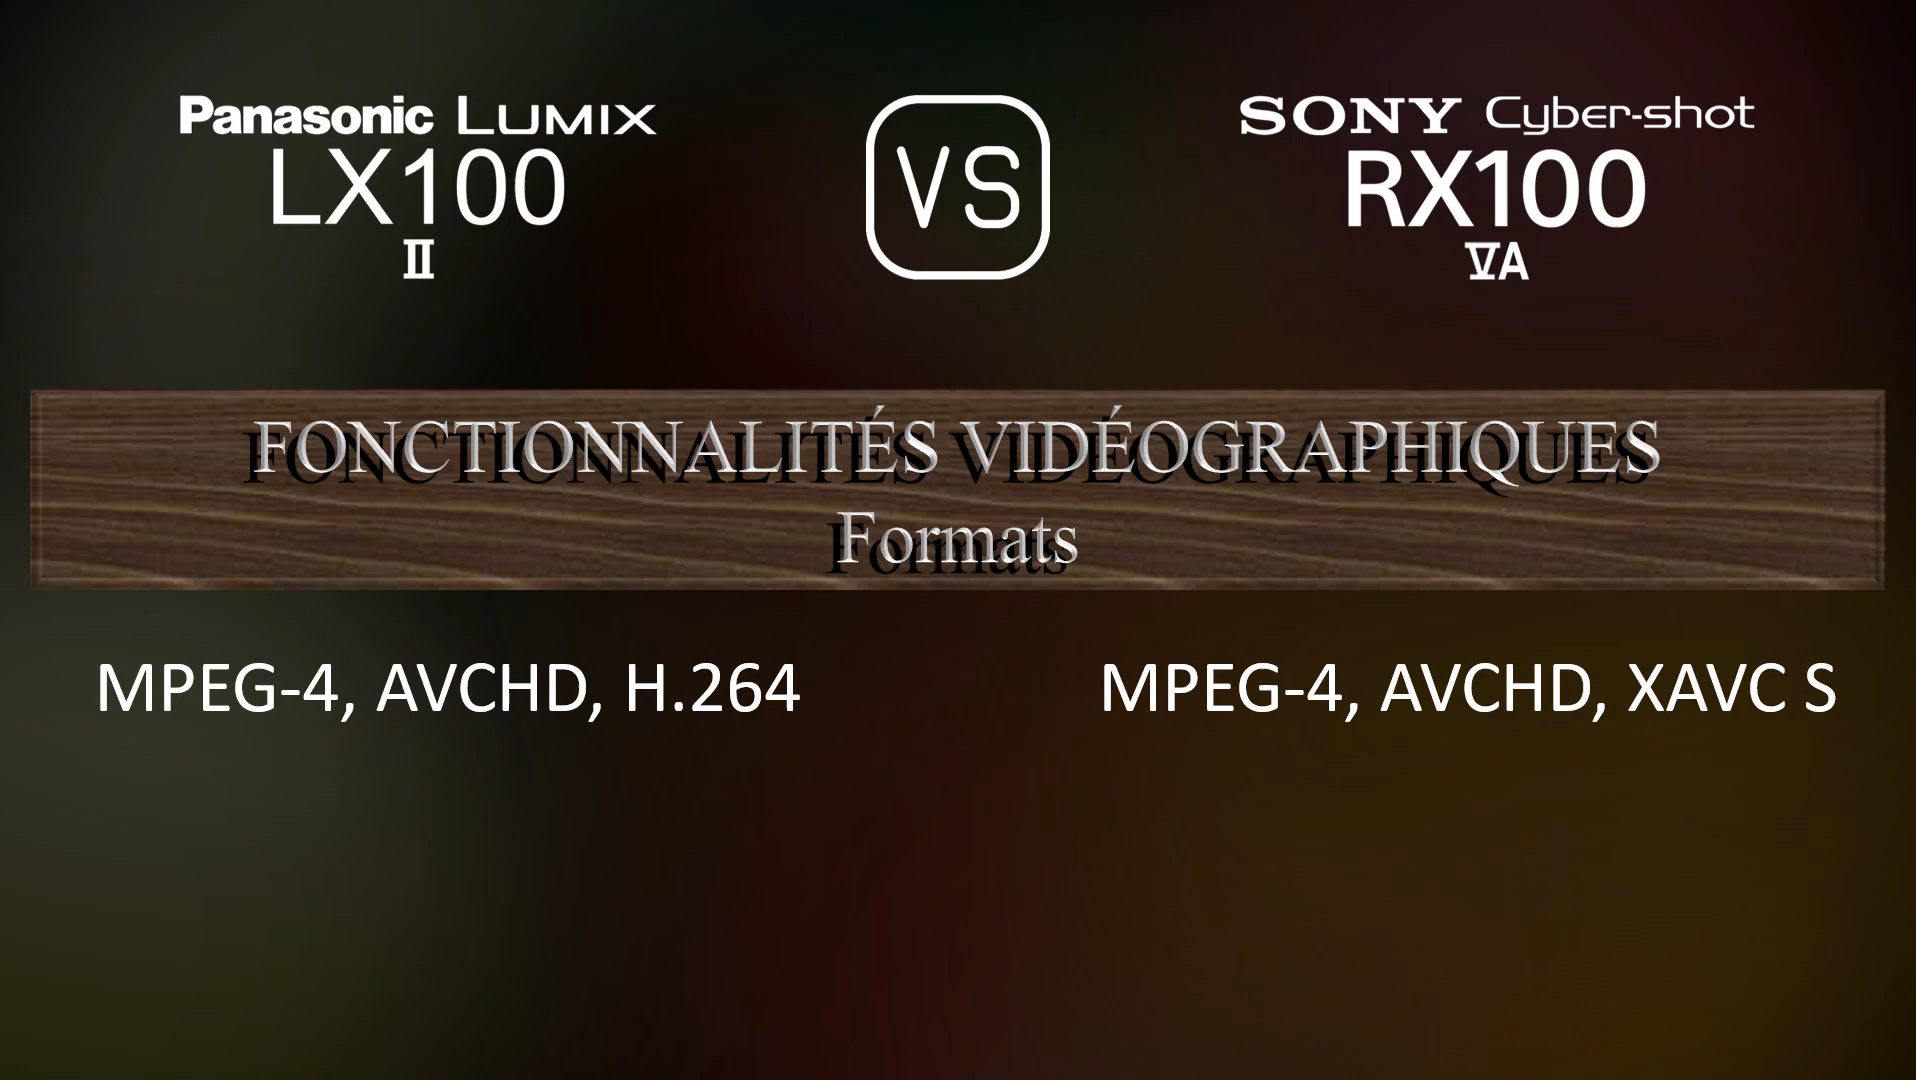 Panasonic LUMIX
LX100
II
VS
SONY Cyber-shot
RX100
VA
FONCTIONNALITÉS VIDÉOGRAPHIQUES
Formats
MPEG-4, AVCHD, H.264
MPEG-4, AVCHD, XAVC S